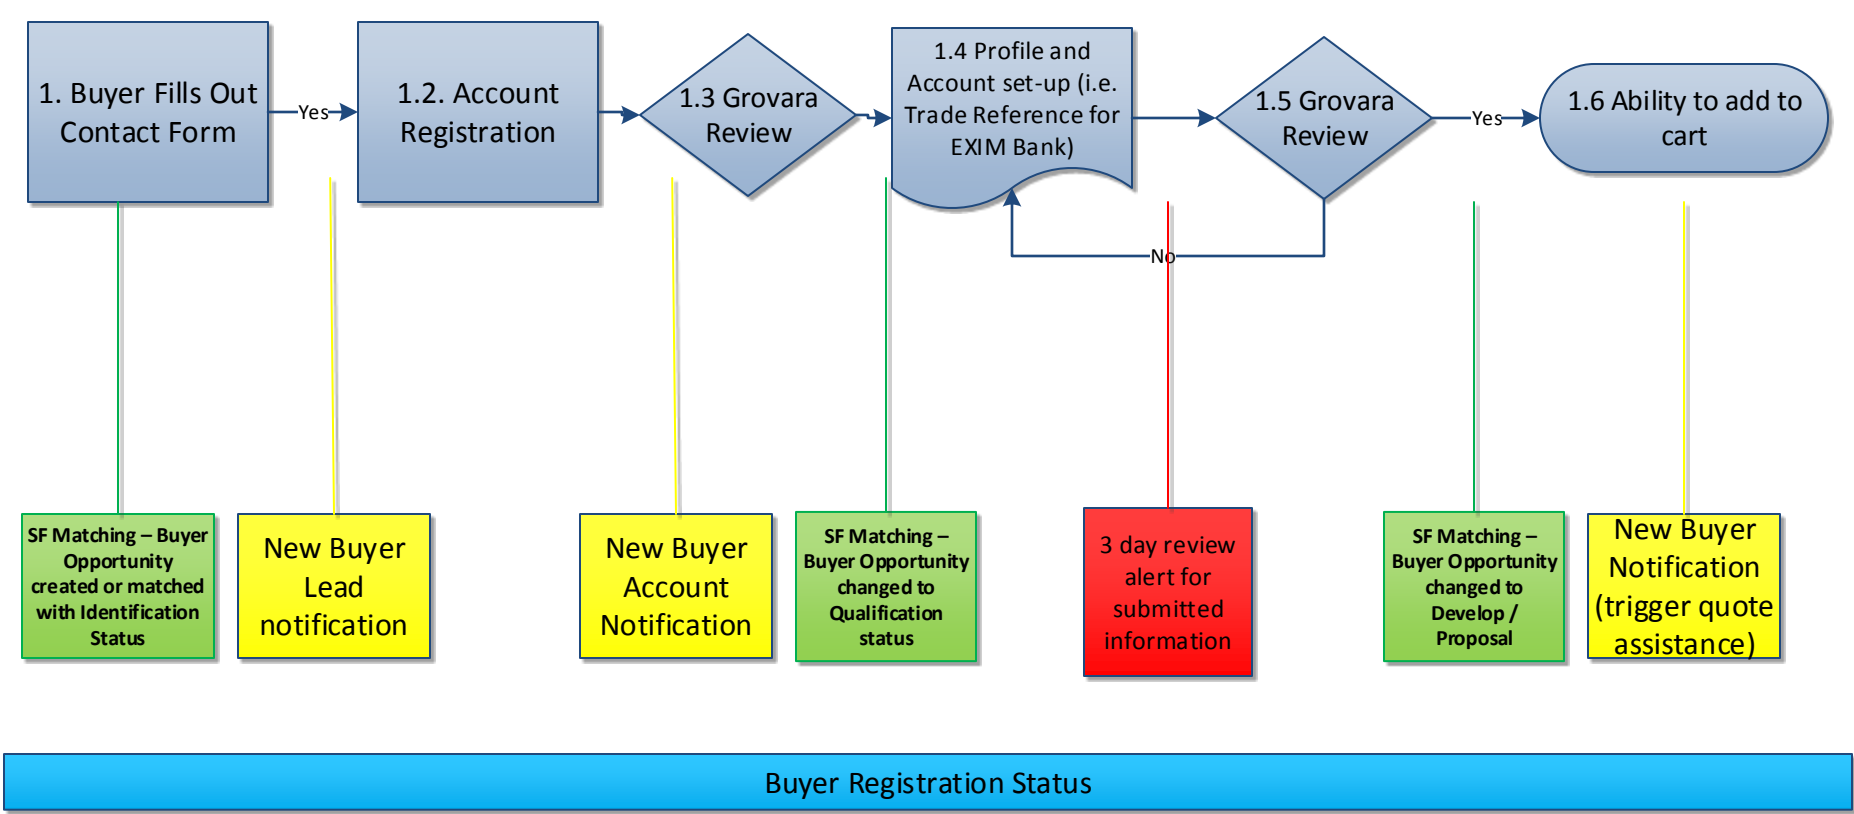 1. Buyer Fills Out
Contact Form
Yes
1.2. Account
Registration
1.3 Grovara
Review
1.4 Profile and
Account set-up (i.e.
Trade Reference for
EXIM Bank)
1.5 Grovara
Review
Yes
1.6 Ability to add to
cart
No
SF Matching – Buyer
Opportunity
created or matched
with Identification
Status
New Buyer
Lead
notification
New Buyer
Account
Notification
SF Matching –
Buyer Opportunity
changed to
Qualification
status
3 day review
alert for
submitted
information
SF Matching –
Buyer Opportunity
changed to
Develop /
Proposal
New Buyer
Notification
(trigger quote
assistance)
Buyer Registration Status